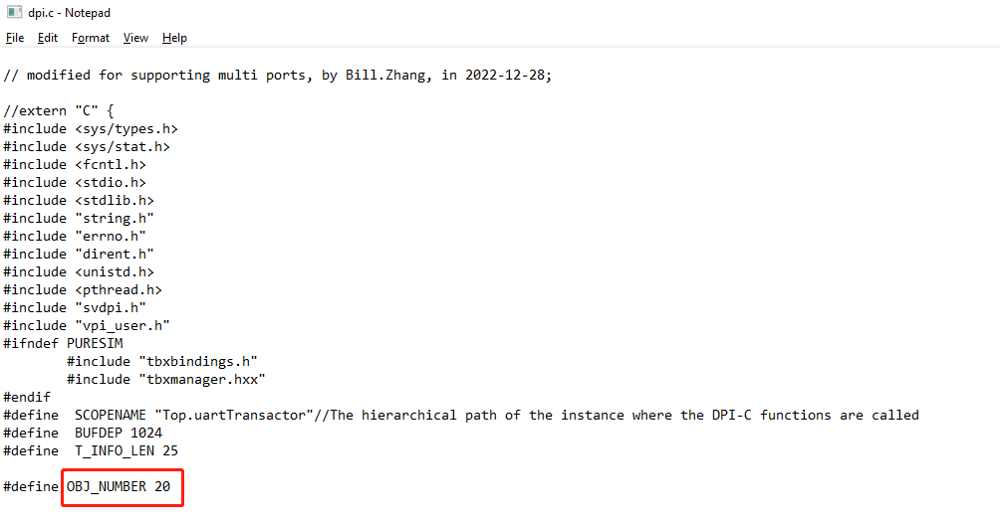 dpi.c - Notepad
File Edit Format View Help
// modified for supporting multi ports, by Bill.Zhang, in 2022-12-28;
//extern "C" {
#include <sys/types.h>
#include <sys/stat.h>
#include <fcntl.h>
#include <stdio.h>
#include <stdlib.h>
#include "string.h"
#include "errno.h"
#include "dirent.h"
#include <unistd.h>
#include <pthread.h>
#include "svdpi.h"
#include "vpi_user.h"
#ifndef PURESIM
        #include "tbxbindings.h"
        #include "tbxmanager.hxx"
#endif
#define  SCOPENAME "Top.uartTransactor"//The hierarchical path of the instance where the DPI-C functions are called
#define  BUFDEP 1024
#define  T_INFO_LEN 25
#define OBJ_NUMBER 20